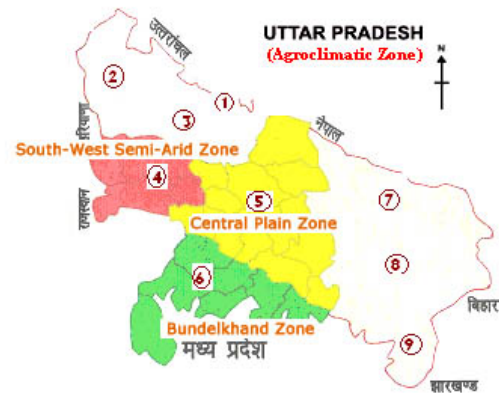 UTTAR PRADESH
(Agroclimatic Zone)
N
उत्तरांचल
2
1
3
हरियाणा
नेपाल
South-West Semi-Arid Zone
4
राजस्थान
5
7
Central Plain Zone
8
6
बिहार
Bundelkhand Zone
मध्य प्रदेश
9
झारखण्ड